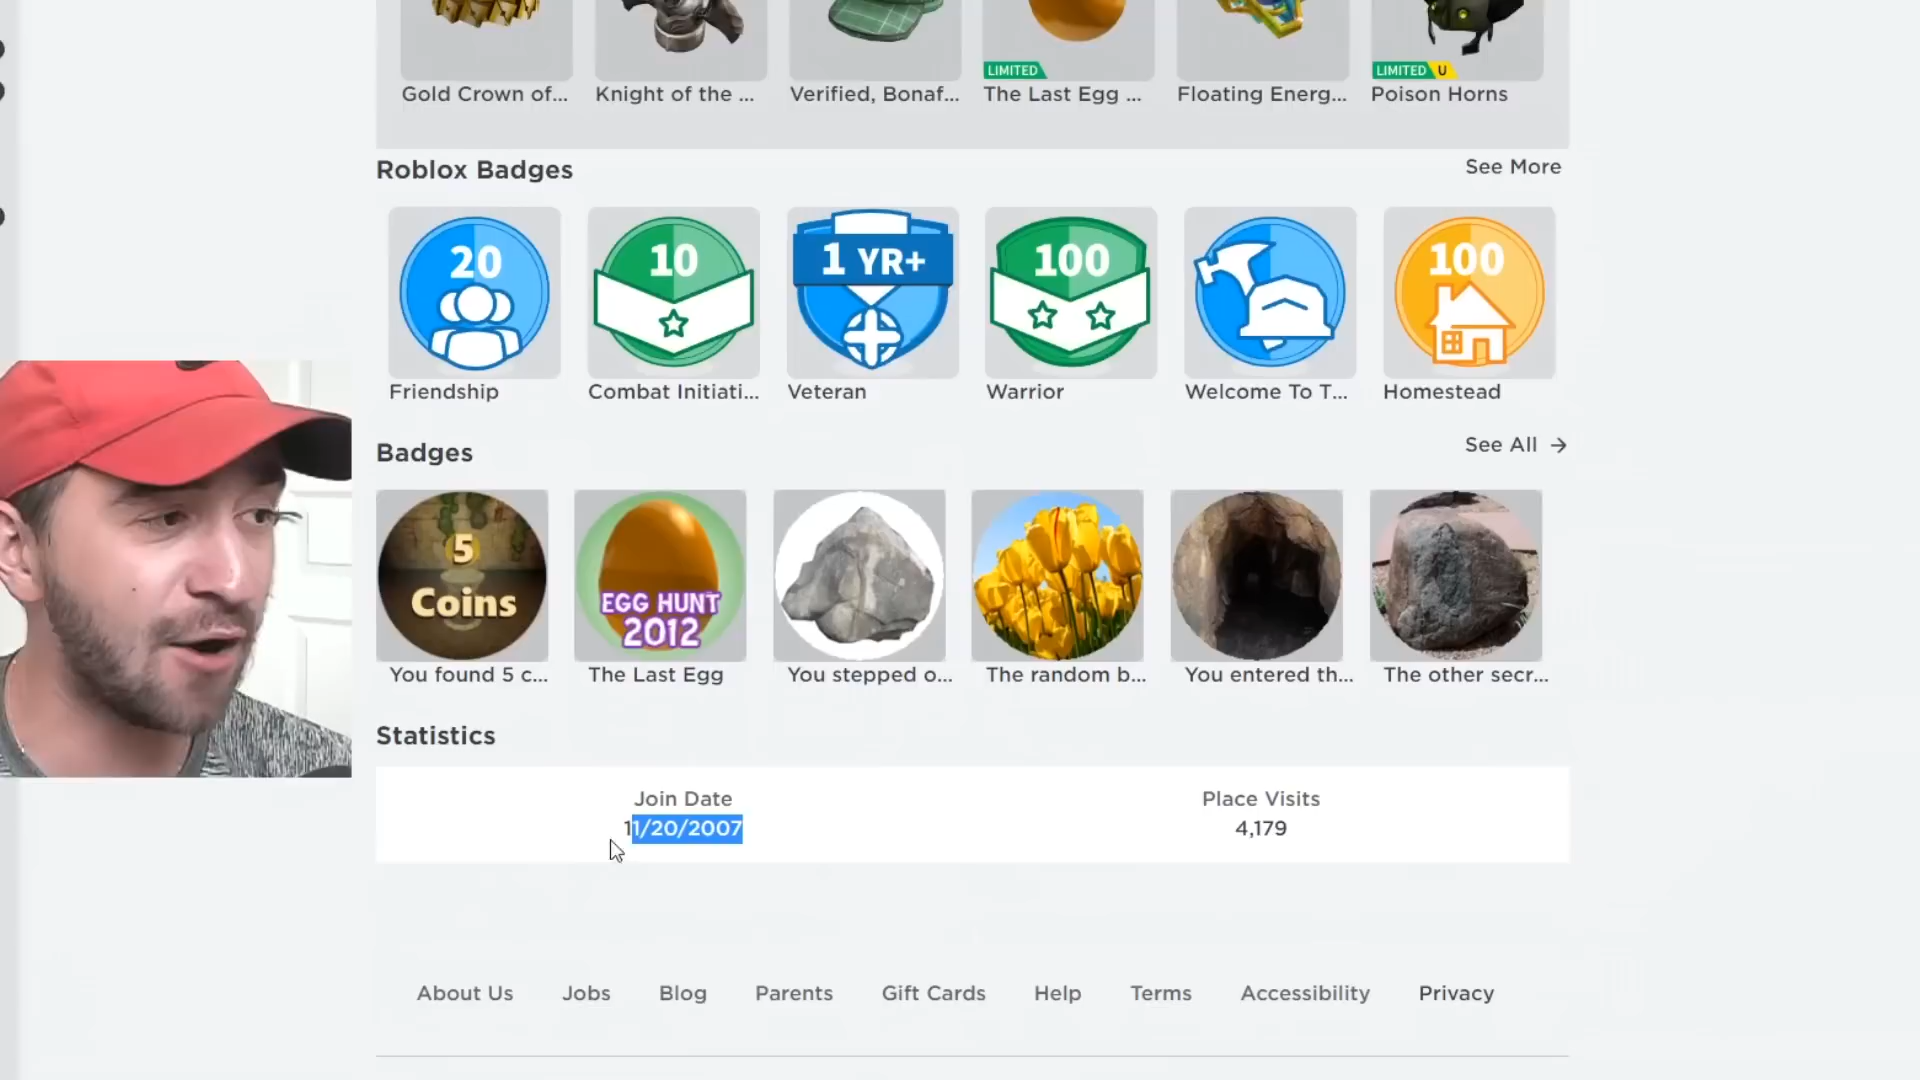 LIMITED
LIMITED U
Gold Crown of... Knight of the ... Verified, Bonaf... The Last Egg ... Floating Energ... Poison Horns
Roblox Badges
See More
20
10
1 YR+
100
100
Friendship Combat Initiati... Veteran Warrior Welcome To T... Homestead
Badges
See All
5
Coins
EGG HUNT
2012
You found 5 c... The Last Egg You stepped o... The random b... You entered th... The other secr...
Statistics
Join Date
11/20/2007
Place Visits
4,179
About Us Jobs Blog Parents Gift Cards Help Terms Accessibility Privacy